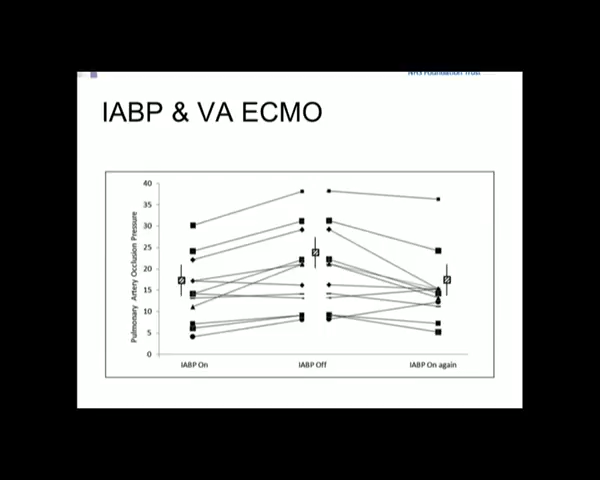 NHS Foundation Trust
IABP & VA ECMO
Pulmonary Artery Occlusion Pressure
40
35
30
25
20
15
10
5
0
IABP On
IABP Off
IABP On again